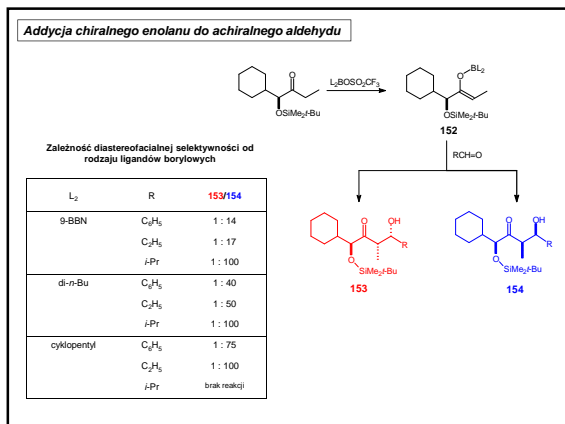 Addycja chiralnego enolanu do achiralnego aldehydu
O
OSiMe₂t-Bu
L₂BOSO₂CF₃
BL₂
O
OSiMe₂t-Bu
152
RCH=O
Zależność diastereofacialnej selektywności od
rodzaju ligandów borylowych
L₂ R 153/154
9-BBN C₆H₅ 1 : 14
C₂H₅ 1 : 17
i-Pr 1 : 100
di-n-Bu C₆H₅ 1 : 40
C₂H₅ 1 : 50
i-Pr 1 : 100
cyklopentyl C₆H₅ 1 : 75
C₂H₅ 1 : 100
i-Pr brak reakcji
O OH
R
O
SiMe₂t-Bu
153
O OH
R
O
SiMe₂t-Bu
154